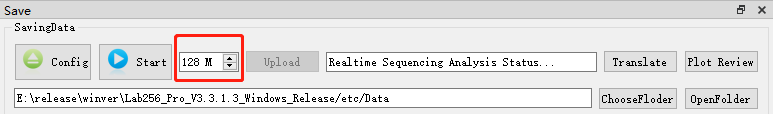 Save
SavingData
Config Start 128 M Upload Realtime Sequencing Analysis Status... Translate Plot Review
E:\release\winver\Lab256_Pro_V3.3.1.3_Windows_Release/etc/Data ChooseFloder OpenFolder